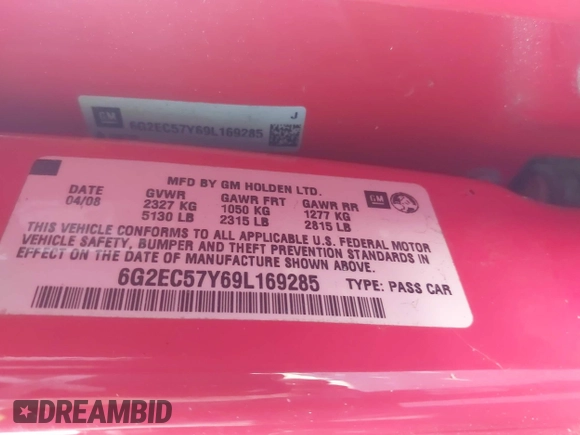 GM
J
6G2EC57Y69L169285
MFD BY GM HOLDEN LTD.
DATE GVWR GAWR FRT GAWR RR GM
04/08 2327 KG 1050 KG 1277 KG
5130 LB 2315 LB 2815 LB
THIS VEHICLE CONFORMS TO ALL APPLICABLE U.S. FEDERAL MOTOR
VEHICLE SAFETY, BUMPER AND THEFT PREVENTION STANDARDS IN
EFFECT ON THE DATE OF MANUFACTURE SHOWN ABOVE.
6G2EC57Y69L169285 TYPE: PASS CAR
DREAMBID